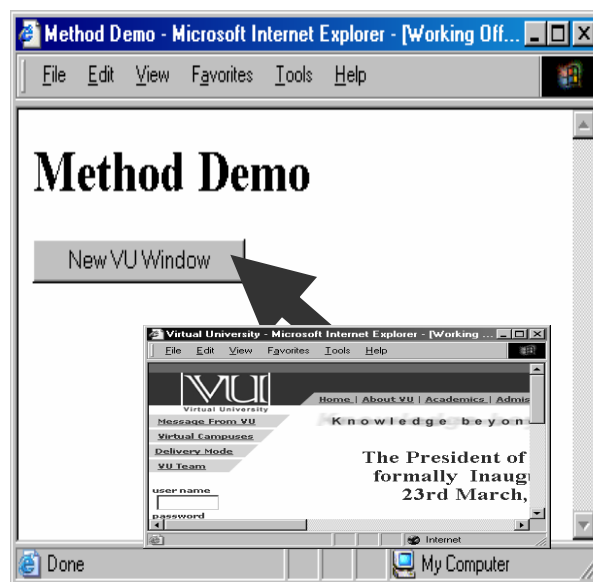 Method Demo - Microsoft Internet Explorer - [Working Off...
File Edit View Favorites Tools Help
Method Demo
New VU Window
Virtual University - Microsoft Internet Explorer - [Working ...
File Edit View Favorites Tools Help
VU
Virtual University
Home | About VU | Academics | Admis
Message From VU
Knowledge beyon
Virtual Campuses
Delivery Mode
VU Team
The President of
formally Inaug
23rd March,
user name
password
Internet
Done
My Computer